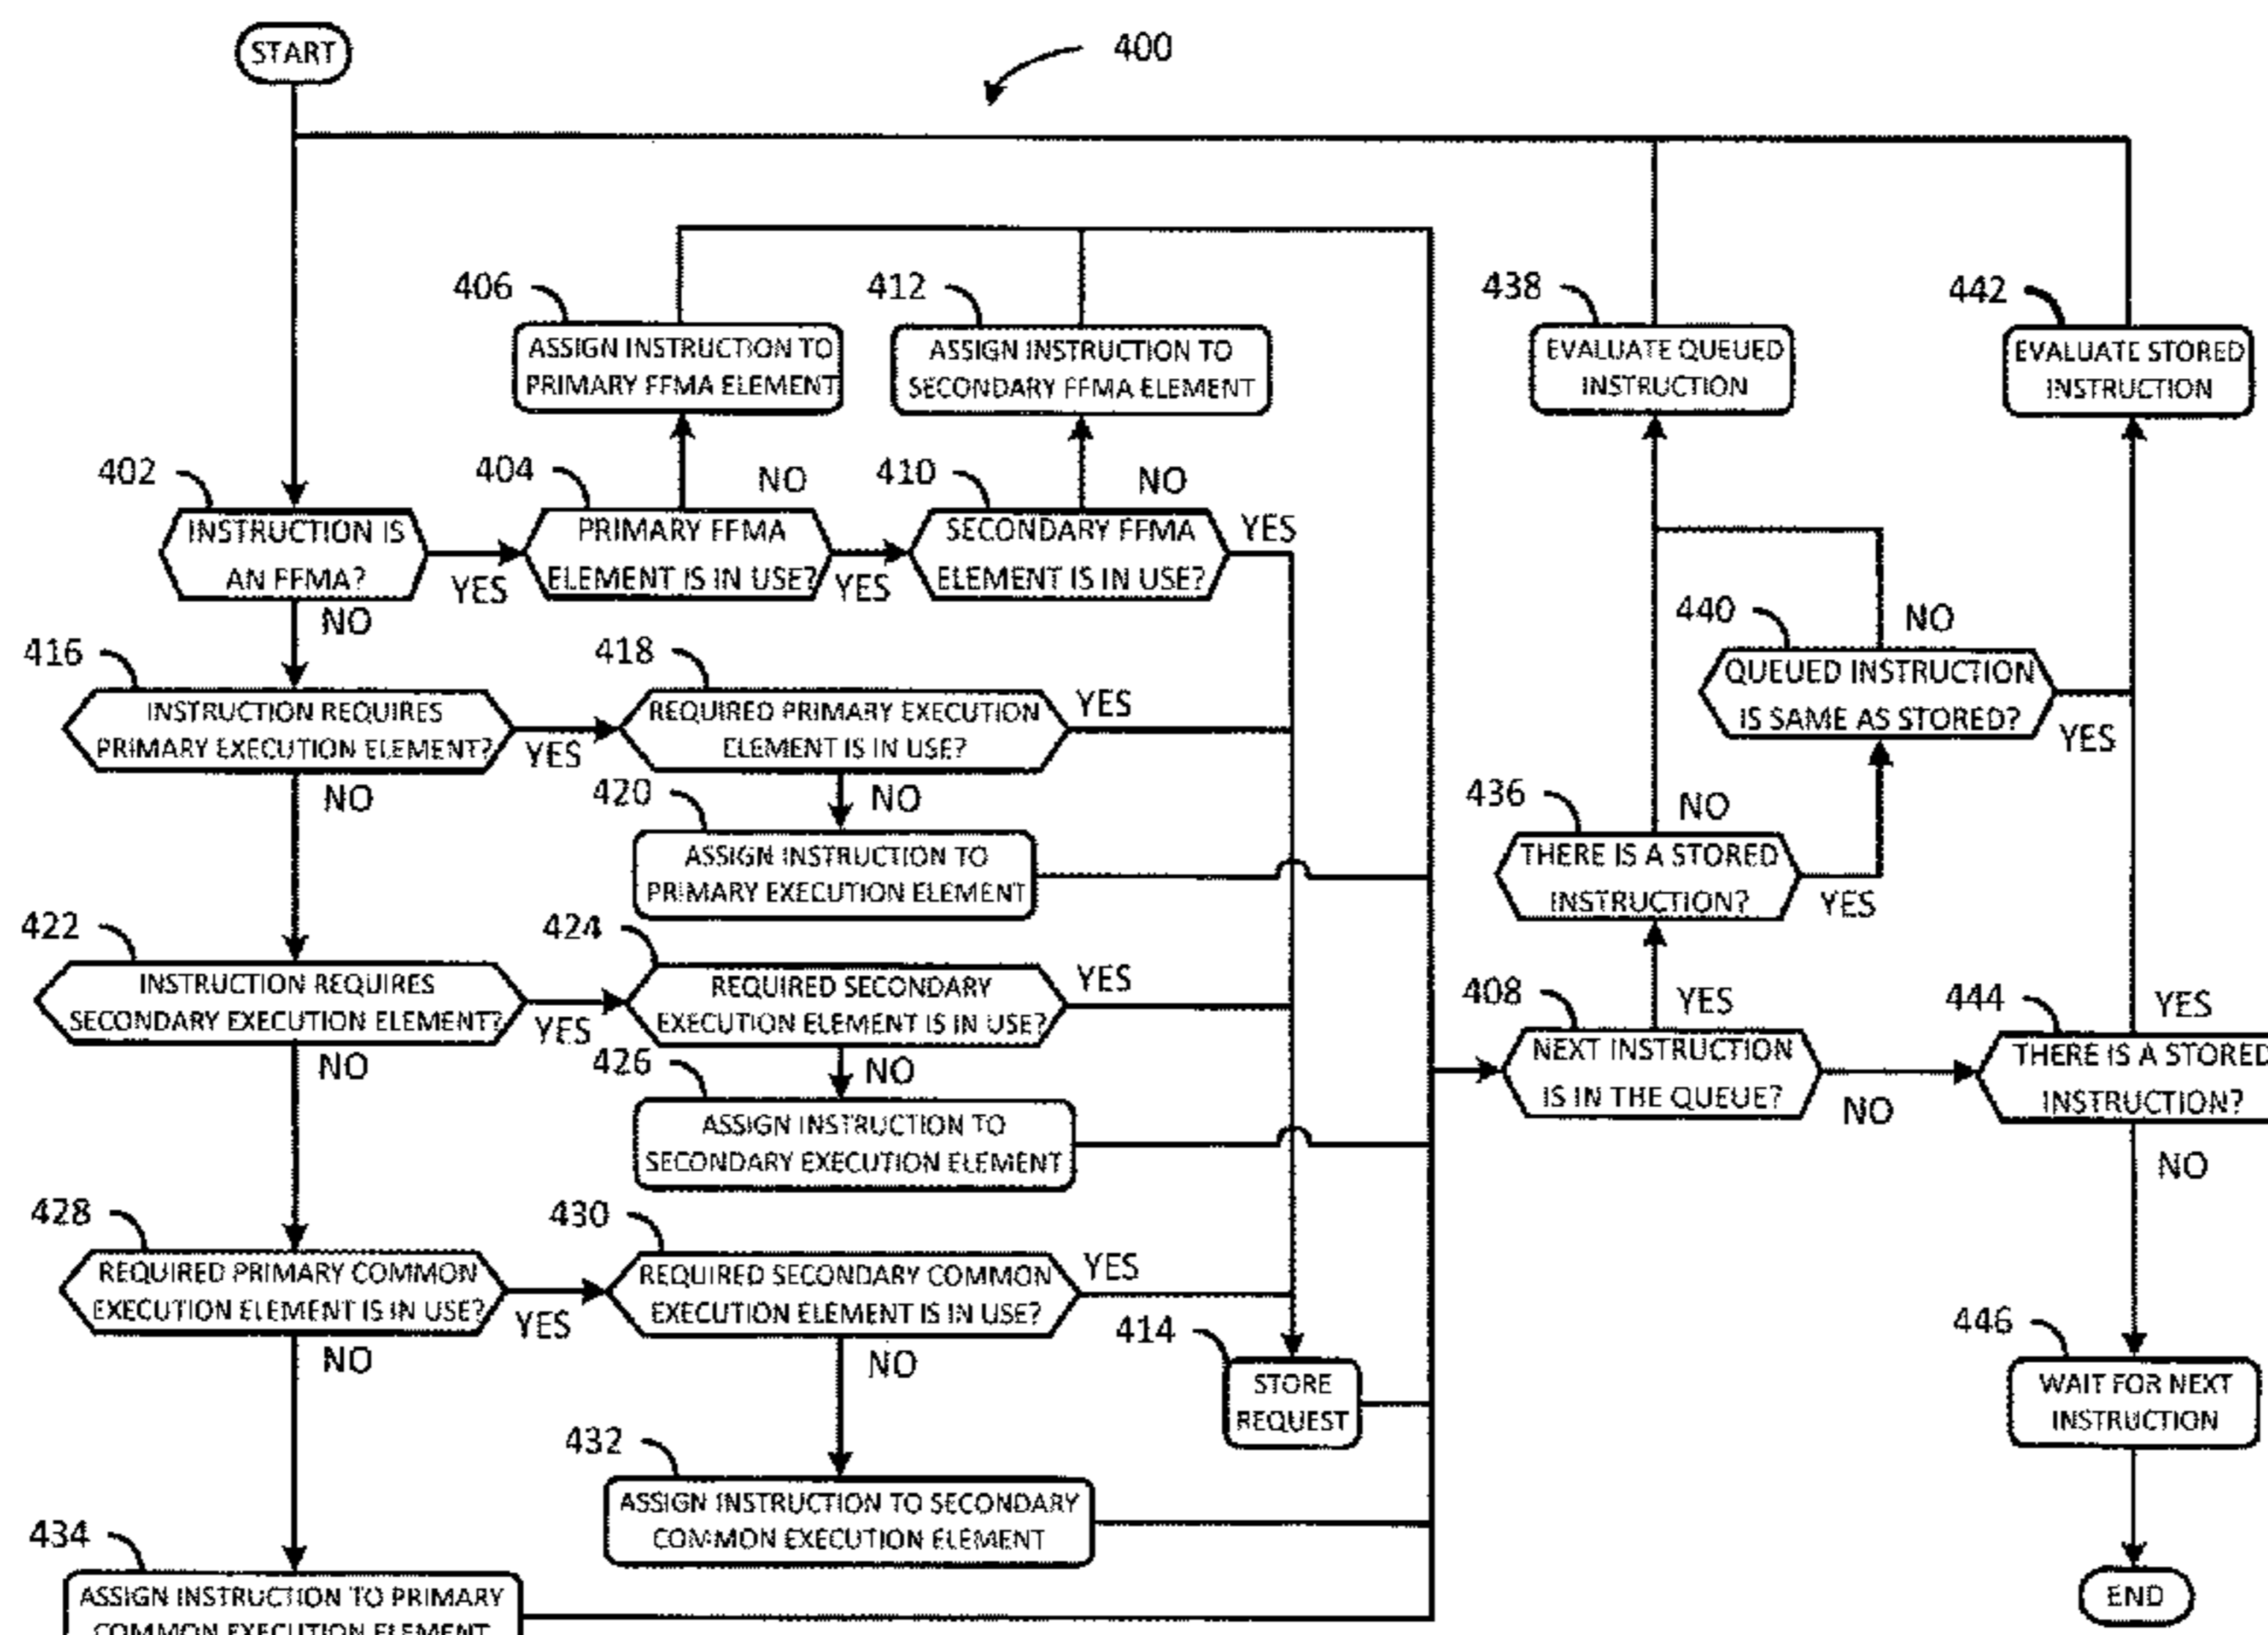 START
400
406
ASSIGN INSTRUCTION TO
PRIMARY FFMA ELEMENT
412
ASSIGN INSTRUCTION TO
SECONDARY FFMA ELEMENT
438
EVALUATE QUEUED
INSTRUCTION
442
EVALUATE STORED
INSTRUCTION
402
INSTRUCTION IS
AN FFMA?
YES
NO
404
PRIMARY FFMA
ELEMENT IS IN USE?
NO
YES
410
SECONDARY FFMA
ELEMENT IS IN USE?
NO
YES
416
INSTRUCTION REQUIRES
PRIMARY EXECUTION ELEMENT?
YES
NO
418
REQUIRED PRIMARY EXECUTION
ELEMENT IS IN USE?
YES
NO
420
ASSIGN INSTRUCTION TO
PRIMARY EXECUTION ELEMENT
440
QUEUED INSTRUCTION
IS SAME AS STORED?
NO
YES
436
THERE IS A STORED
INSTRUCTION?
NO
YES
422
INSTRUCTION REQUIRES
SECONDARY EXECUTION ELEMENT?
YES
NO
424
REQUIRED SECONDARY
EXECUTION ELEMENT IS IN USE?
YES
NO
426
ASSIGN INSTRUCTION TO
SECONDARY EXECUTION ELEMENT
408
NEXT INSTRUCTION
IS IN THE QUEUE?
YES
NO
444
THERE IS A STORED
INSTRUCTION?
YES
NO
428
REQUIRED PRIMARY COMMON
EXECUTION ELEMENT IS IN USE?
YES
NO
430
REQUIRED SECONDARY COMMON
EXECUTION ELEMENT IS IN USE?
YES
NO
414
STORE
REQUEST
446
WAIT FOR NEXT
INSTRUCTION
432
ASSIGN INSTRUCTION TO SECONDARY
COMMON EXECUTION ELEMENT
434
ASSIGN INSTRUCTION TO PRIMARY
COMMON EXECUTION ELEMENT
END